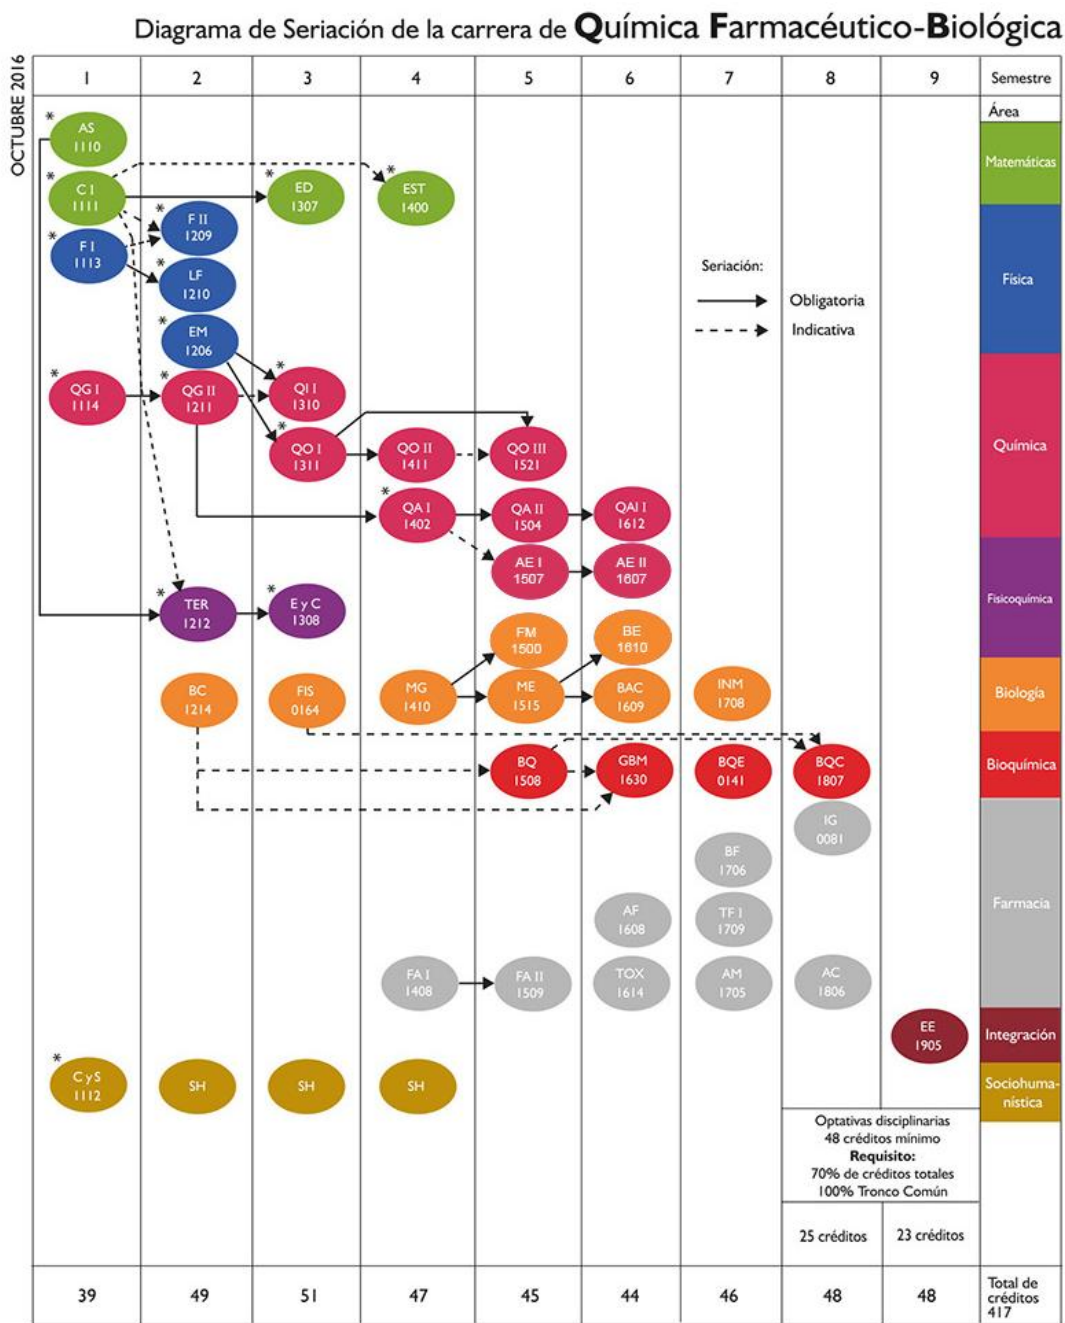 Diagrama de Seriación de la carrera de Química Farmacéutico-Biológica
OCTUBRE 2016
1 2 3 4 5 6 7 8 9 Semestre
Área
Matemáticas
* AS
1110
* C I
1111
* ED
1307
* EST
1400
Física
* F II
1209
* F I
1113
* LF
1210
* EM
1206
Seriación:
Obligatoria
Indicativa
Química
* QG I
1114
* QG II
1211
* QI I
1310
* QO I
1311
QO II
1411
QO III
1521
* QA I
1402
QA II
1504
QAI I
1612
AE I
1507
AE II
1607
Fisicoquímica
* TER
1212
* E y C
1308
Biología
FM
1500
BE
1610
BC
1214
FIS
0164
MG
1410
ME
1515
BAC
1609
INM
1708
Bioquímica
BQ
1508
GBM
1630
BQE
0141
BQC
1807
Farmacia
IG
0081
BF
1706
AF
1608
TF I
1709
FA I
1408
FA II
1509
TOX
1614
AM
1705
AC
1806
Integración
EE
1905
Sociohuma-
nística
* C y S
1112
SH
SH
SH
Optativas disciplinarias
48 créditos mínimo
Requisito:
70% de créditos totales
100% Tronco Común
25 créditos 23 créditos
39 49 51 47 45 44 46 48 48
Total de
créditos
417